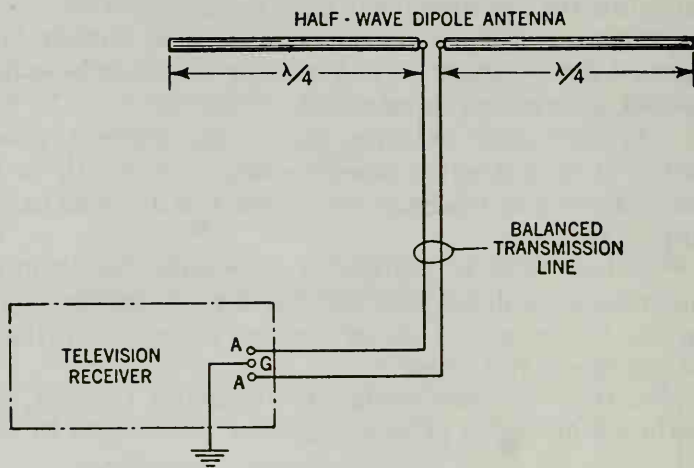 HALF - WAVE DIPOLE ANTENNA
λ/4
λ/4
BALANCED
TRANSMISSION
LINE
TELEVISION
RECEIVER
A
G
A